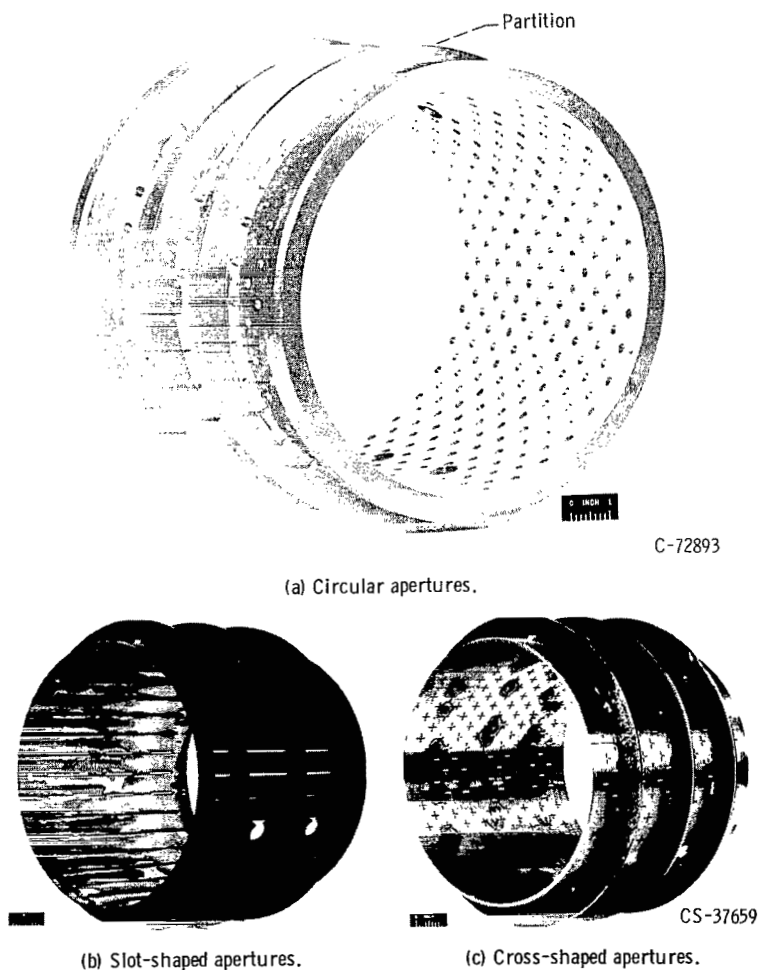 Partition
0 INCH 1
C-72893
(a) Circular apertures.
CS-37659
(b) Slot-shaped apertures.
(c) Cross-shaped apertures.